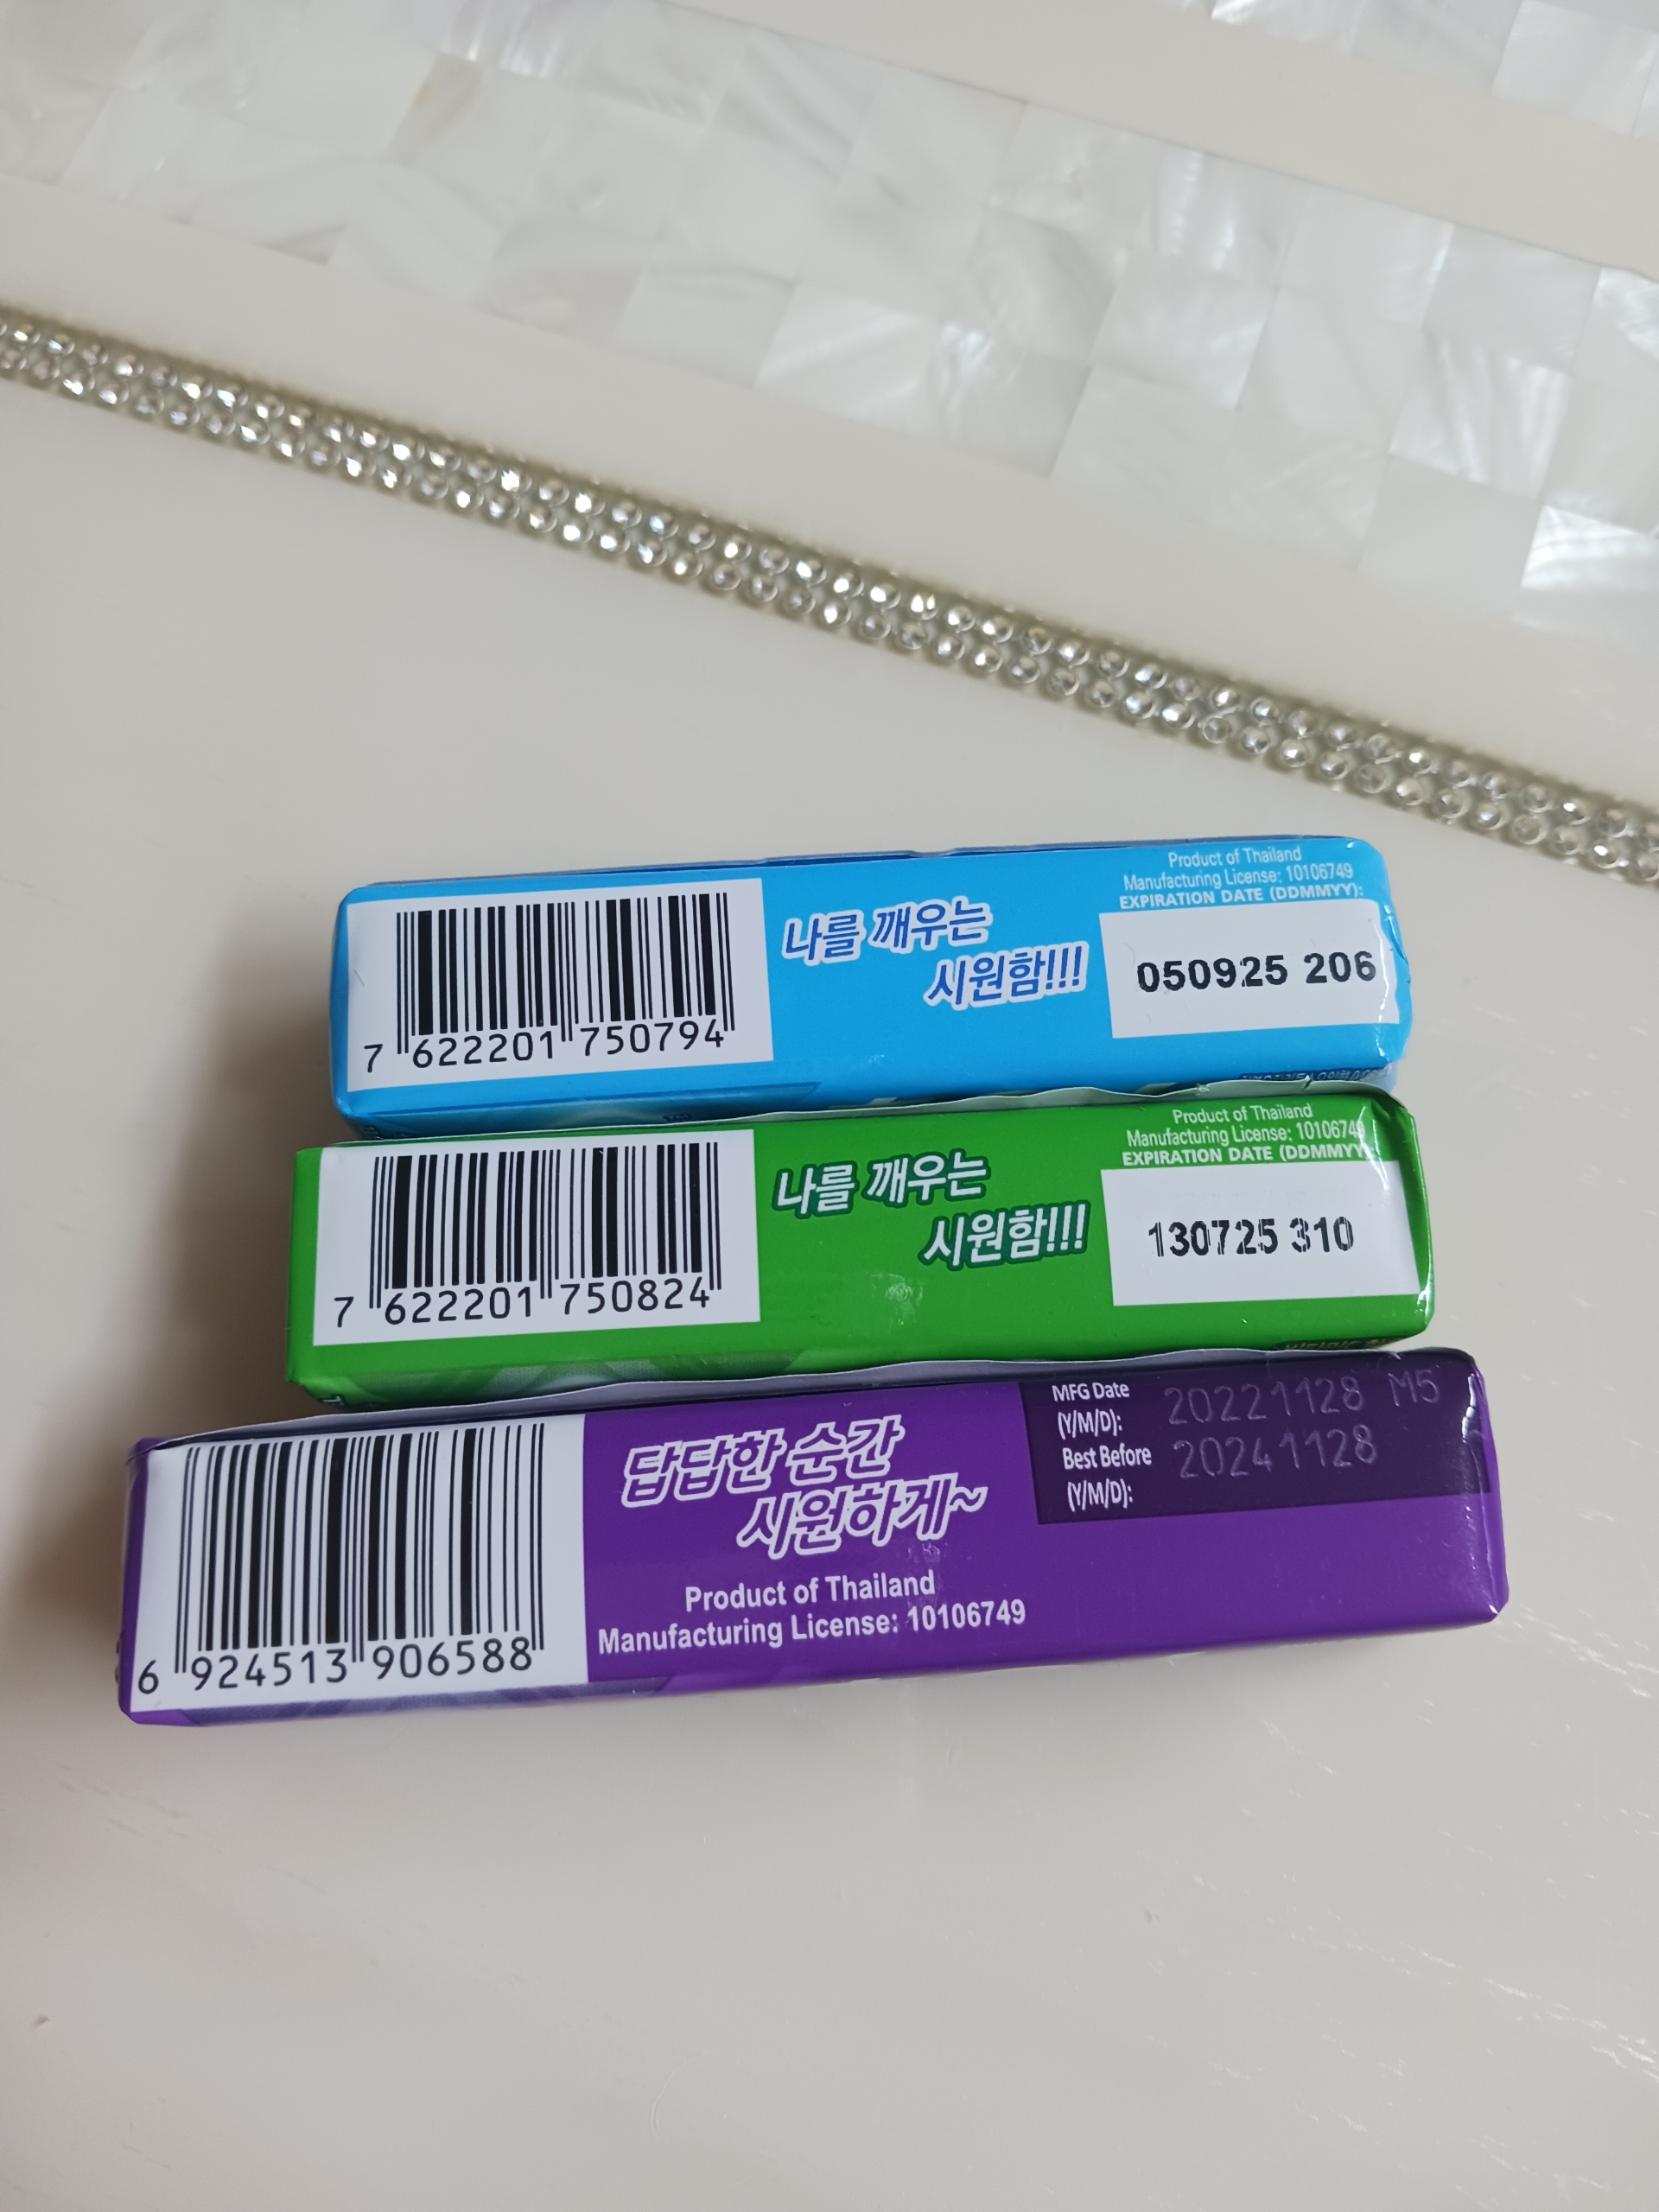 Product of Thailand
Manufacturing License: 10106749
EXPIRATION DATE (DDMMYY):
나를 깨우는
시원함!!!
050925 206
7 622201 750794
Product of Thailand
Manufacturing License: 10106749
EXPIRATION DATE (DDMMYY):
나를 깨우는
시원함!!!
130725 310
7 622201 750824
MFG Date
(Y/M/D):
20221128 M5
Best Before
(Y/M/D):
20241128
답답한 순간
시원하게~
Product of Thailand
Manufacturing License: 10106749
6 924513 906588